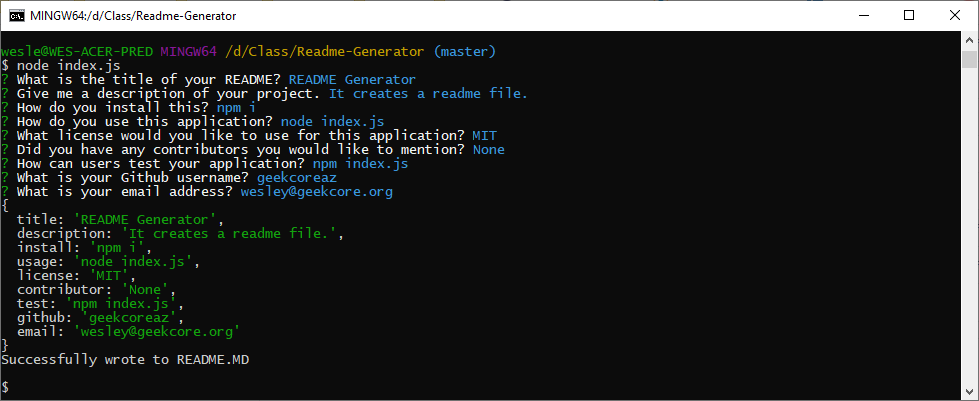 MINGW64:/d/Class/Readme-Generator
wesle@WES-ACER-PRED MINGW64 /d/Class/Readme-Generator (master)
$ node index.js
? What is the title of your README? README Generator
? Give me a description of your project. It creates a readme file.
? How do you install this? npm i
? How do you use this application? node index.js
? What license would you like to use for this application? MIT
? Did you have any contributors you would like to mention? None
? How can users test your application? npm index.js
? What is your Github username? geekcoreaz
? What is your email address? wesley@geekcore.org
{
  title: 'README Generator',
  description: 'It creates a readme file.',
  install: 'npm i',
  usage: 'node index.js',
  license: 'MIT',
  contributor: 'None',
  test: 'npm index.js',
  github: 'geekcoreaz',
  email: 'wesley@geekcore.org'
}
Successfully wrote to README.MD
$